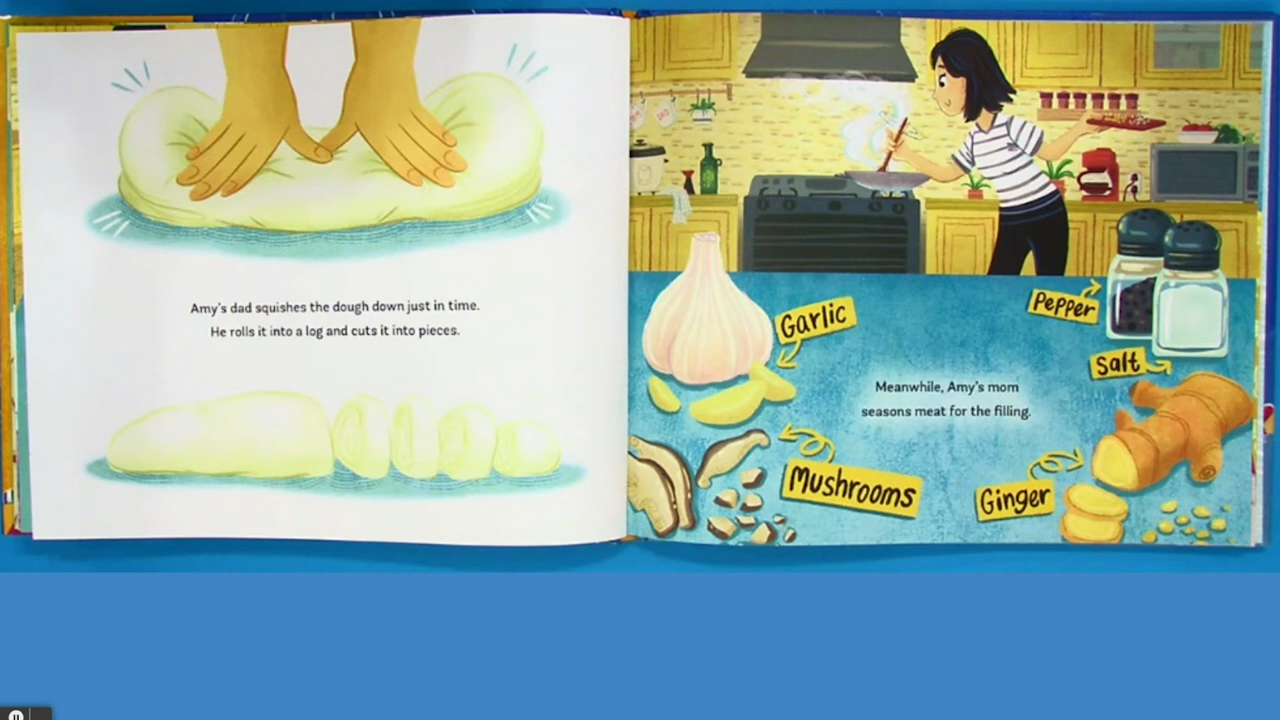 Amy's dad squishes the dough down just in time.
He rolls it into a log and cuts it into pieces.
Garlic
Pepper
Salt
Meanwhile, Amy's mom
seasons meat for the filling.
Mushrooms
Ginger